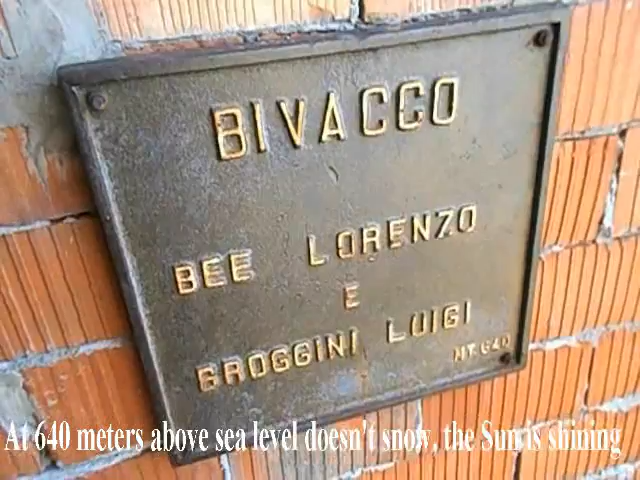 BIVACCO
BEE LORENZO
E
BROGGINI LUIGI
MT 640
At 640 meters above sea level doesn't snow, the Sun is shining